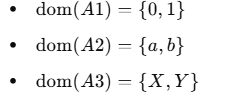 • dom(A1) = {0, 1}
• dom(A2) = {a, b}
• dom(A3) = {X, Y}